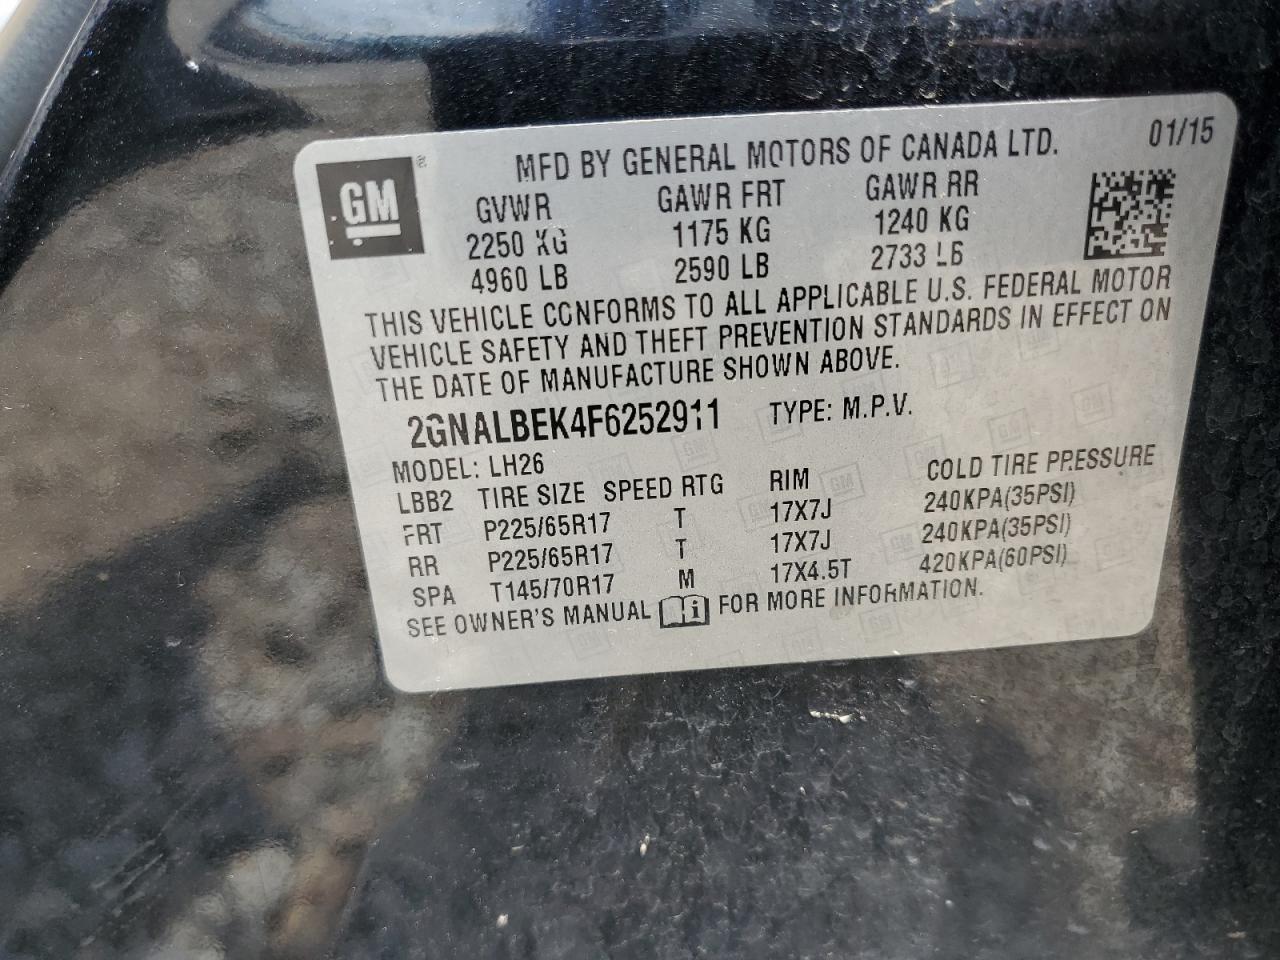 GM ® MFD BY GENERAL MOTORS OF CANADA LTD. 01/15
GVWR GAWR FRT GAWR RR
2250 KG 1175 KG 1240 KG
4960 LB 2590 LB 2733 LB
THIS VEHICLE CONFORMS TO ALL APPLICABLE U.S. FEDERAL MOTOR
VEHICLE SAFETY AND THEFT PREVENTION STANDARDS IN EFFECT ON
THE DATE OF MANUFACTURE SHOWN ABOVE.
2GNALBEK4F6252911 TYPE: M.P.V.
MODEL: LH26
LBB2 TIRE SIZE SPEED RTG RIM COLD TIRE PRESSURE
FRT P225/65R17 T 17X7J 240KPA(35PSI)
RR P225/65R17 T 17X7J 240KPA(35PSI)
SPA T145/70R17 M 17X4.5T 420KPA(60PSI)
SEE OWNER'S MANUAL i FOR MORE INFORMATION.